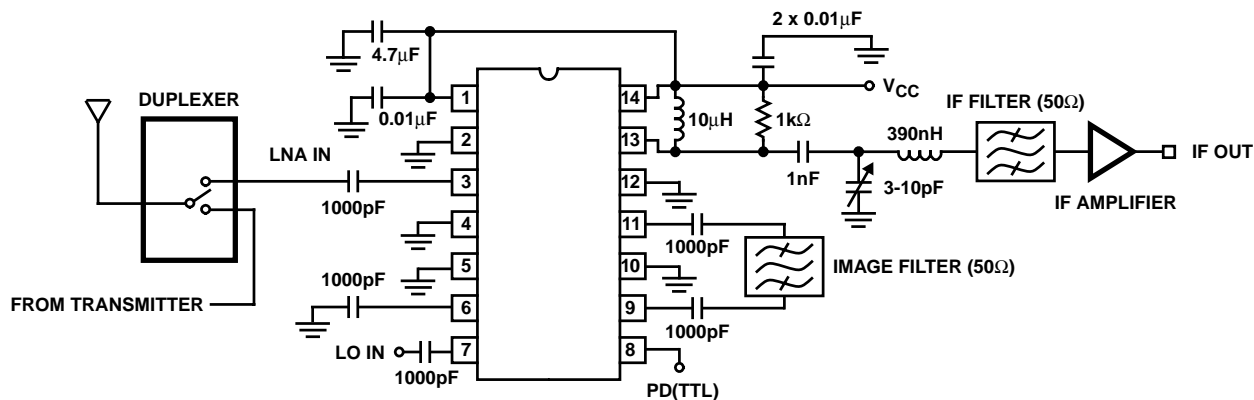 2 x 0.01µF
4.7µF
VCC
DUPLEXER
0.01µF
1
14
10µH
1kΩ
IF FILTER (50Ω)
390nH
LNA IN
2
13
IF OUT
1nF
3-10pF
3
12
1000pF
IF AMPLIFIER
4
11
1000pF
5
10
IMAGE FILTER (50Ω)
1000pF
FROM TRANSMITTER
6
9
1000pF
LO IN
7
8
1000pF
PD(TTL)